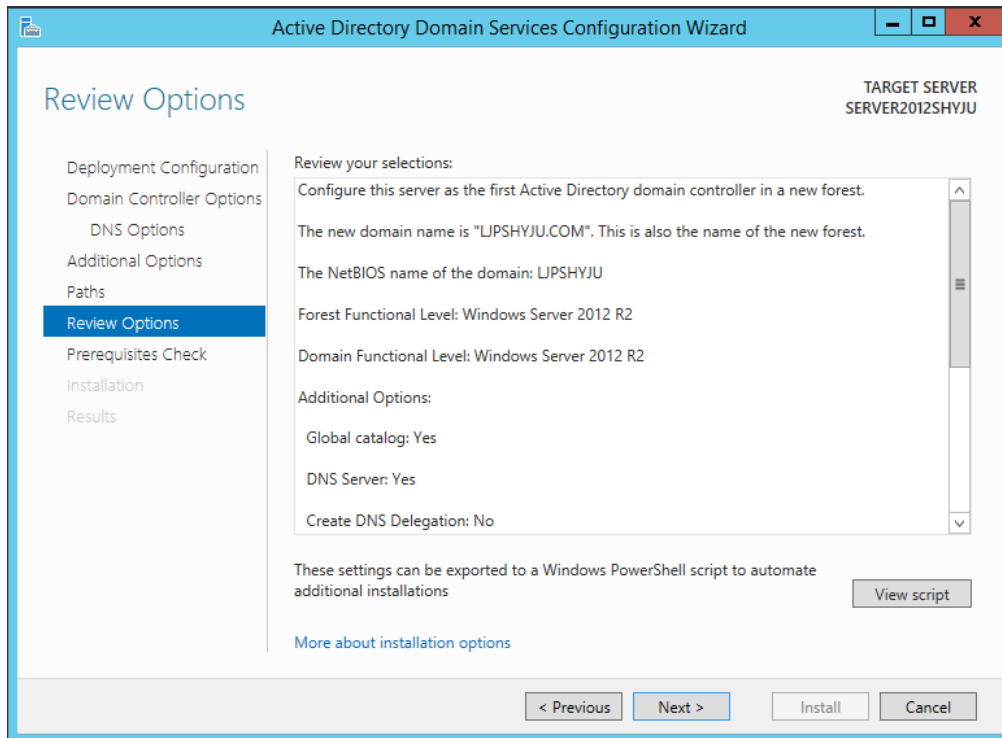 Active Directory Domain Services Configuration Wizard
Review Options
TARGET SERVER
SERVER2012SHYJU
Deployment Configuration
Domain Controller Options
DNS Options
Additional Options
Paths
Review Options
Prerequisites Check
Installation
Results
Review your selections:
Configure this server as the first Active Directory domain controller in a new forest.
The new domain name is "LJPSHYJU.COM". This is also the name of the new forest.
The NetBIOS name of the domain: LJPSHYJU
Forest Functional Level: Windows Server 2012 R2
Domain Functional Level: Windows Server 2012 R2
Additional Options:
Global catalog: Yes
DNS Server: Yes
Create DNS Delegation: No
These settings can be exported to a Windows PowerShell script to automate
additional installations
View script
More about installation options
< Previous
Next >
Install
Cancel